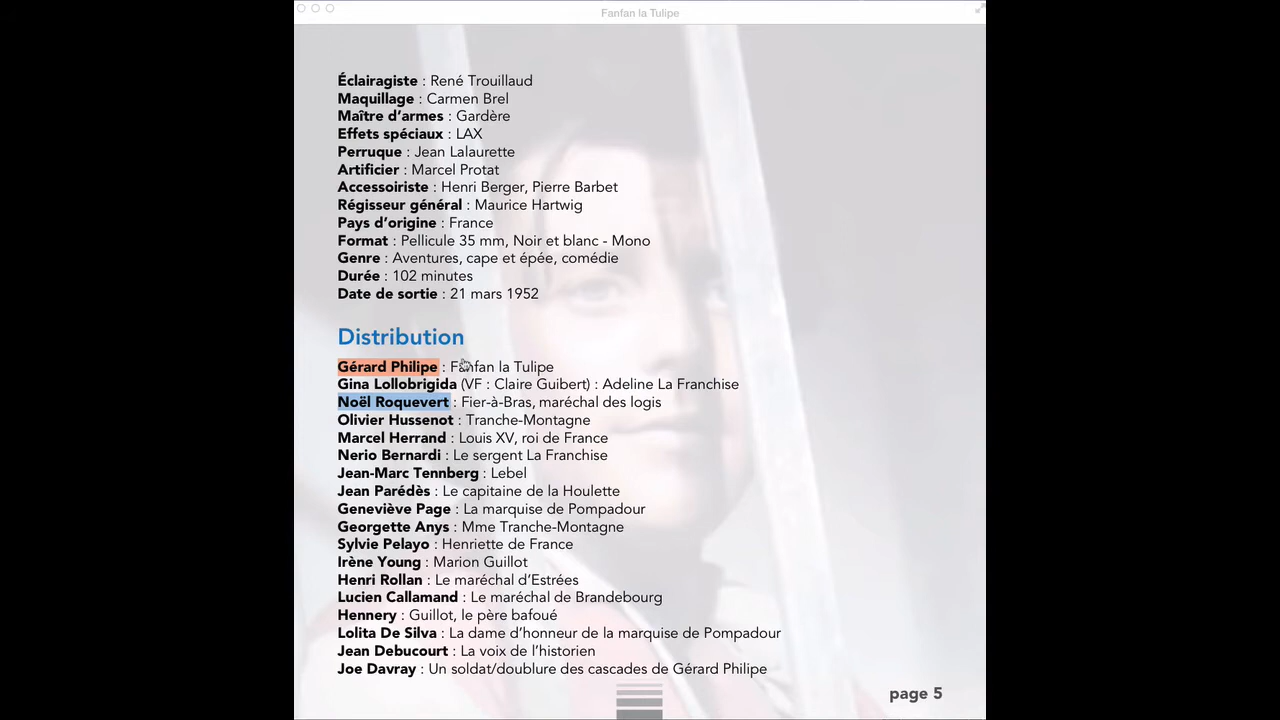 Fanfan la Tulipe
Éclairagiste : René Trouillaud
Maquillage : Carmen Brel
Maître d’armes : Gardère
Effets spéciaux : LAX
Perruque : Jean Lalaurette
Artificier : Marcel Protat
Accessoiriste : Henri Berger, Pierre Barbet
Régisseur général : Maurice Hartwig
Pays d’origine : France
Format : Pellicule 35 mm, Noir et blanc - Mono
Genre : Aventures, cape et épée, comédie
Durée : 102 minutes
Date de sortie : 21 mars 1952
Distribution
Gérard Philipe : Fanfan la Tulipe
Gina Lollobrigida (VF : Claire Guibert) : Adeline La Franchise
Noël Roquevert : Fier-à-Bras, maréchal des logis
Olivier Hussenot : Tranche-Montagne
Marcel Herrand : Louis XV, roi de France
Nerio Bernardi : Le sergent La Franchise
Jean-Marc Tennberg : Lebel
Jean Parédès : Le capitaine de la Houlette
Geneviève Page : La marquise de Pompadour
Georgette Anys : Mme Tranche-Montagne
Sylvie Pelayo : Henriette de France
Irène Young : Marion Guillot
Henri Rollan : Le maréchal d’Estrées
Lucien Callamand : Le maréchal de Brandebourg
Hennery : Guillot, le père bafoué
Lolita De Silva : La dame d’honneur de la marquise de Pompadour
Jean Debucourt : La voix de l’historien
Joe Davray : Un soldat/doublure des cascades de Gérard Philipe
page 5